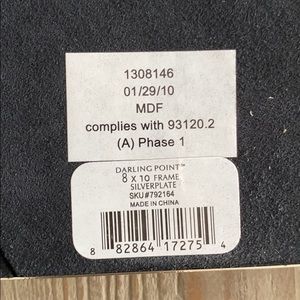 1308146
01/29/10
MDF
complies with 93120.2
(A) Phase 1
DARLING POINT™
8 x 10 FRAME
SILVERPLATE
SKU#792164
MADE IN CHINA
8 82864 17275 4